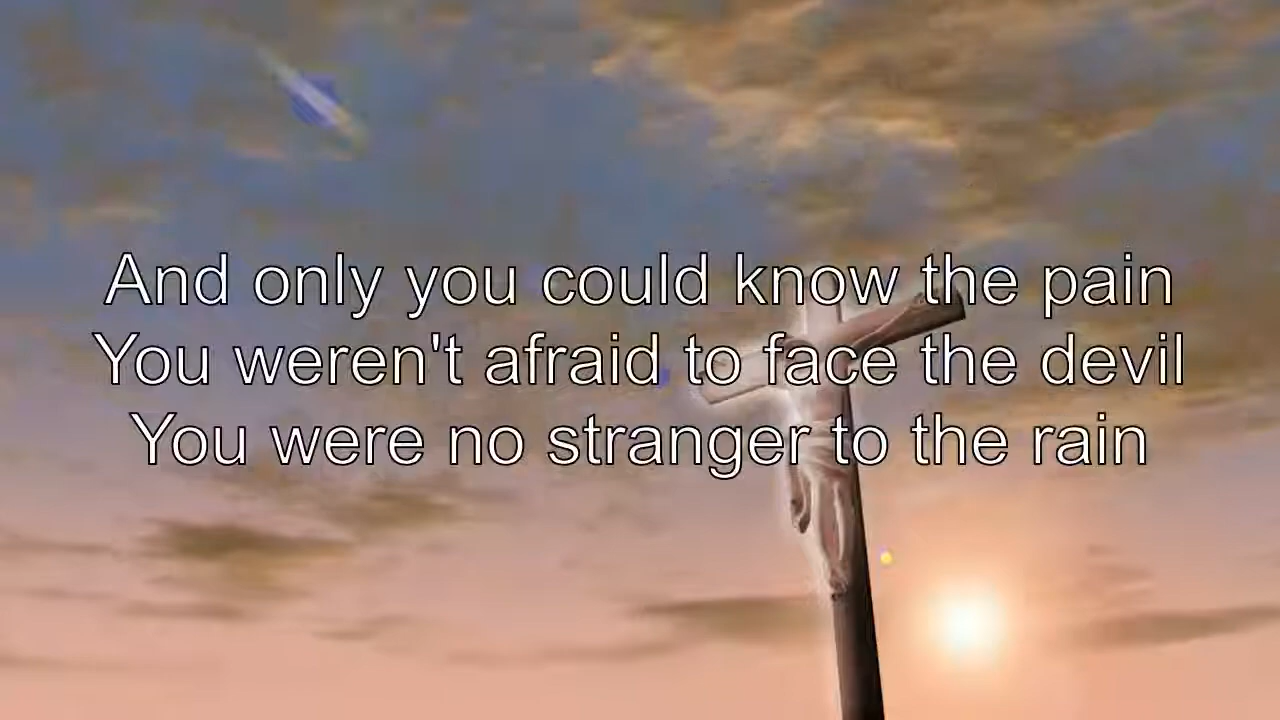 And only you could know the pain
You weren't afraid to face the devil
You were no stranger to the rain